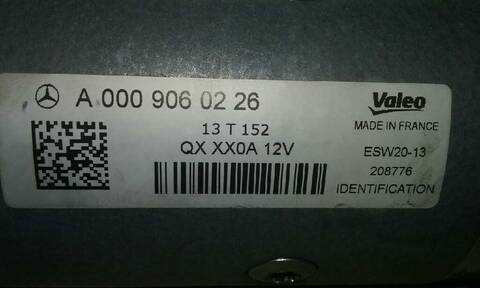 A 000 906 02 26
Valeo
13 T 152
MADE IN FRANCE
QX XX0A 12V
ESW20-13
208776
IDENTIFICATION